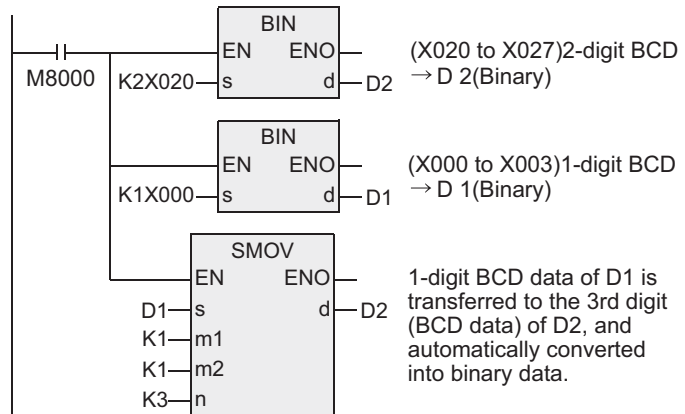 BIN
EN ENO (X020 to X027)2-digit BCD
M8000 K2X020 s d D2 → D 2(Binary)
BIN
EN ENO (X000 to X003)1-digit BCD
K1X000 s d D1 → D 1(Binary)
SMOV
EN ENO 1-digit BCD data of D1 is
D1 s d D2 transferred to the 3rd digit
K1 m1 (BCD data) of D2, and
K1 m2 automatically converted
K3 n into binary data.